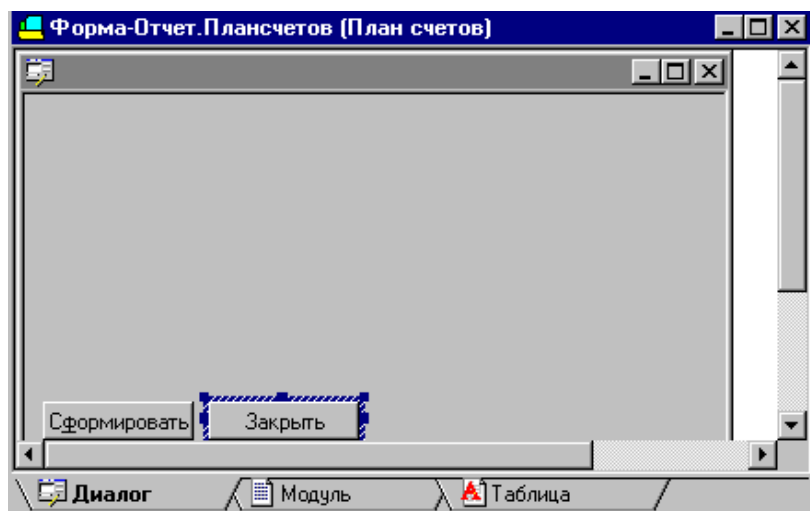 Форма-Отчет.Плансчетов (План счетов)
Сформировать Закрыть
Диалог Модуль Таблица